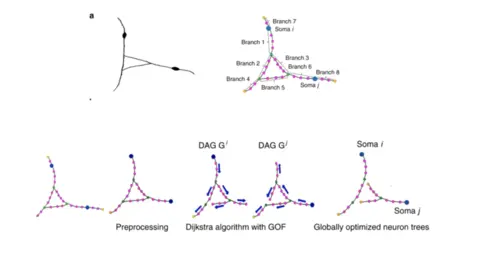 a
Branch 7
Soma i
Branch 1
Branch 2
Branch 3
Branch 6
Branch 4
Branch 8
Branch 5
Soma j
DAG G i
DAG G j
Soma i
Soma j
Preprocessing
Dijkstra algorithm with GOF
Globally optimized neuron trees